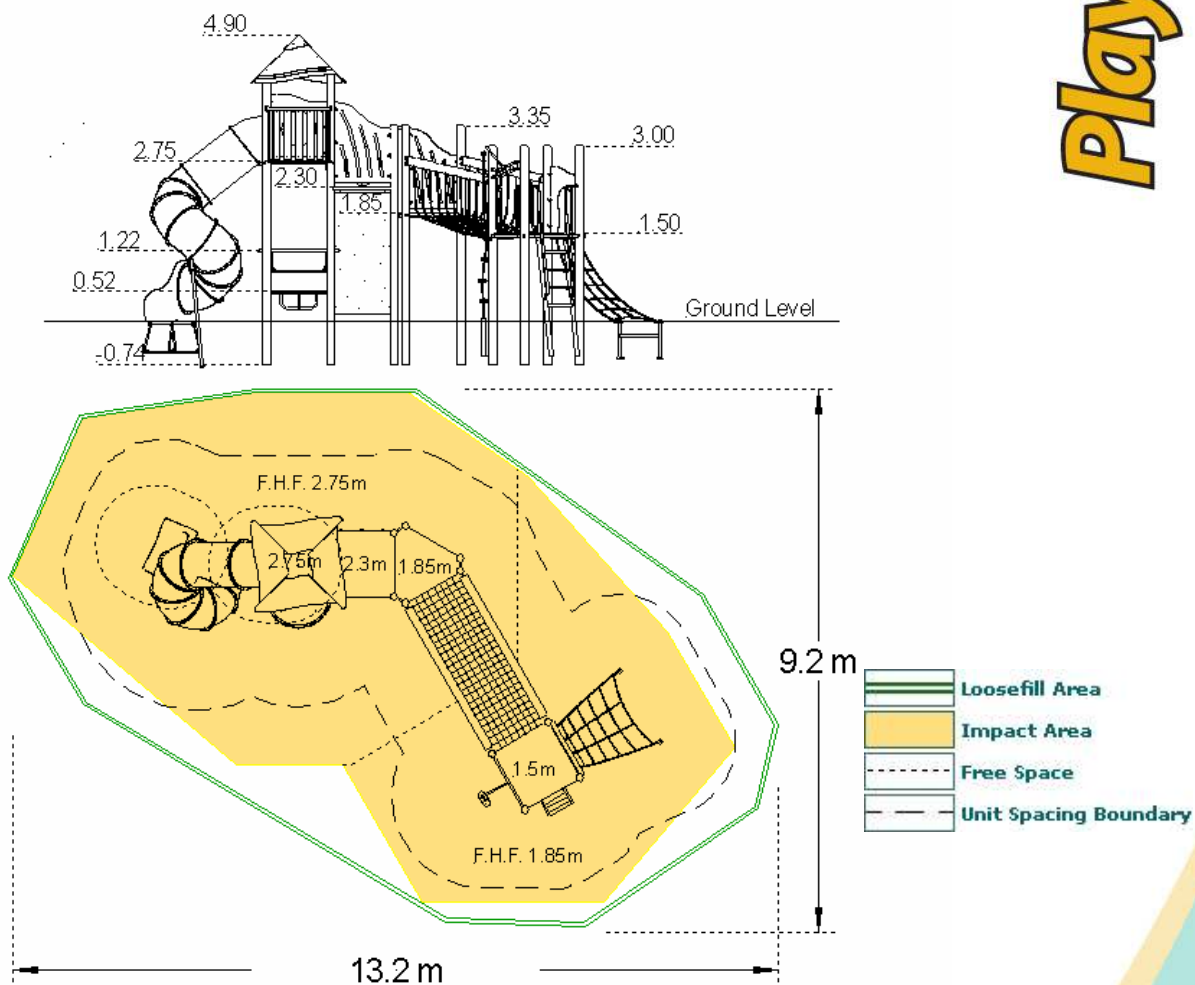 4.90
Play
3.35
3.00
2.75
2.30
1.85
1.50
1.22
0.52
Ground Level
-0.74
F.H.F. 2.75m
2.75m
2.3m
1.85m
9.2 m
Loosefill Area
Impact Area
1.5m
Free Space
Unit Spacing Boundary
F.H.F. 1.85m
13.2 m